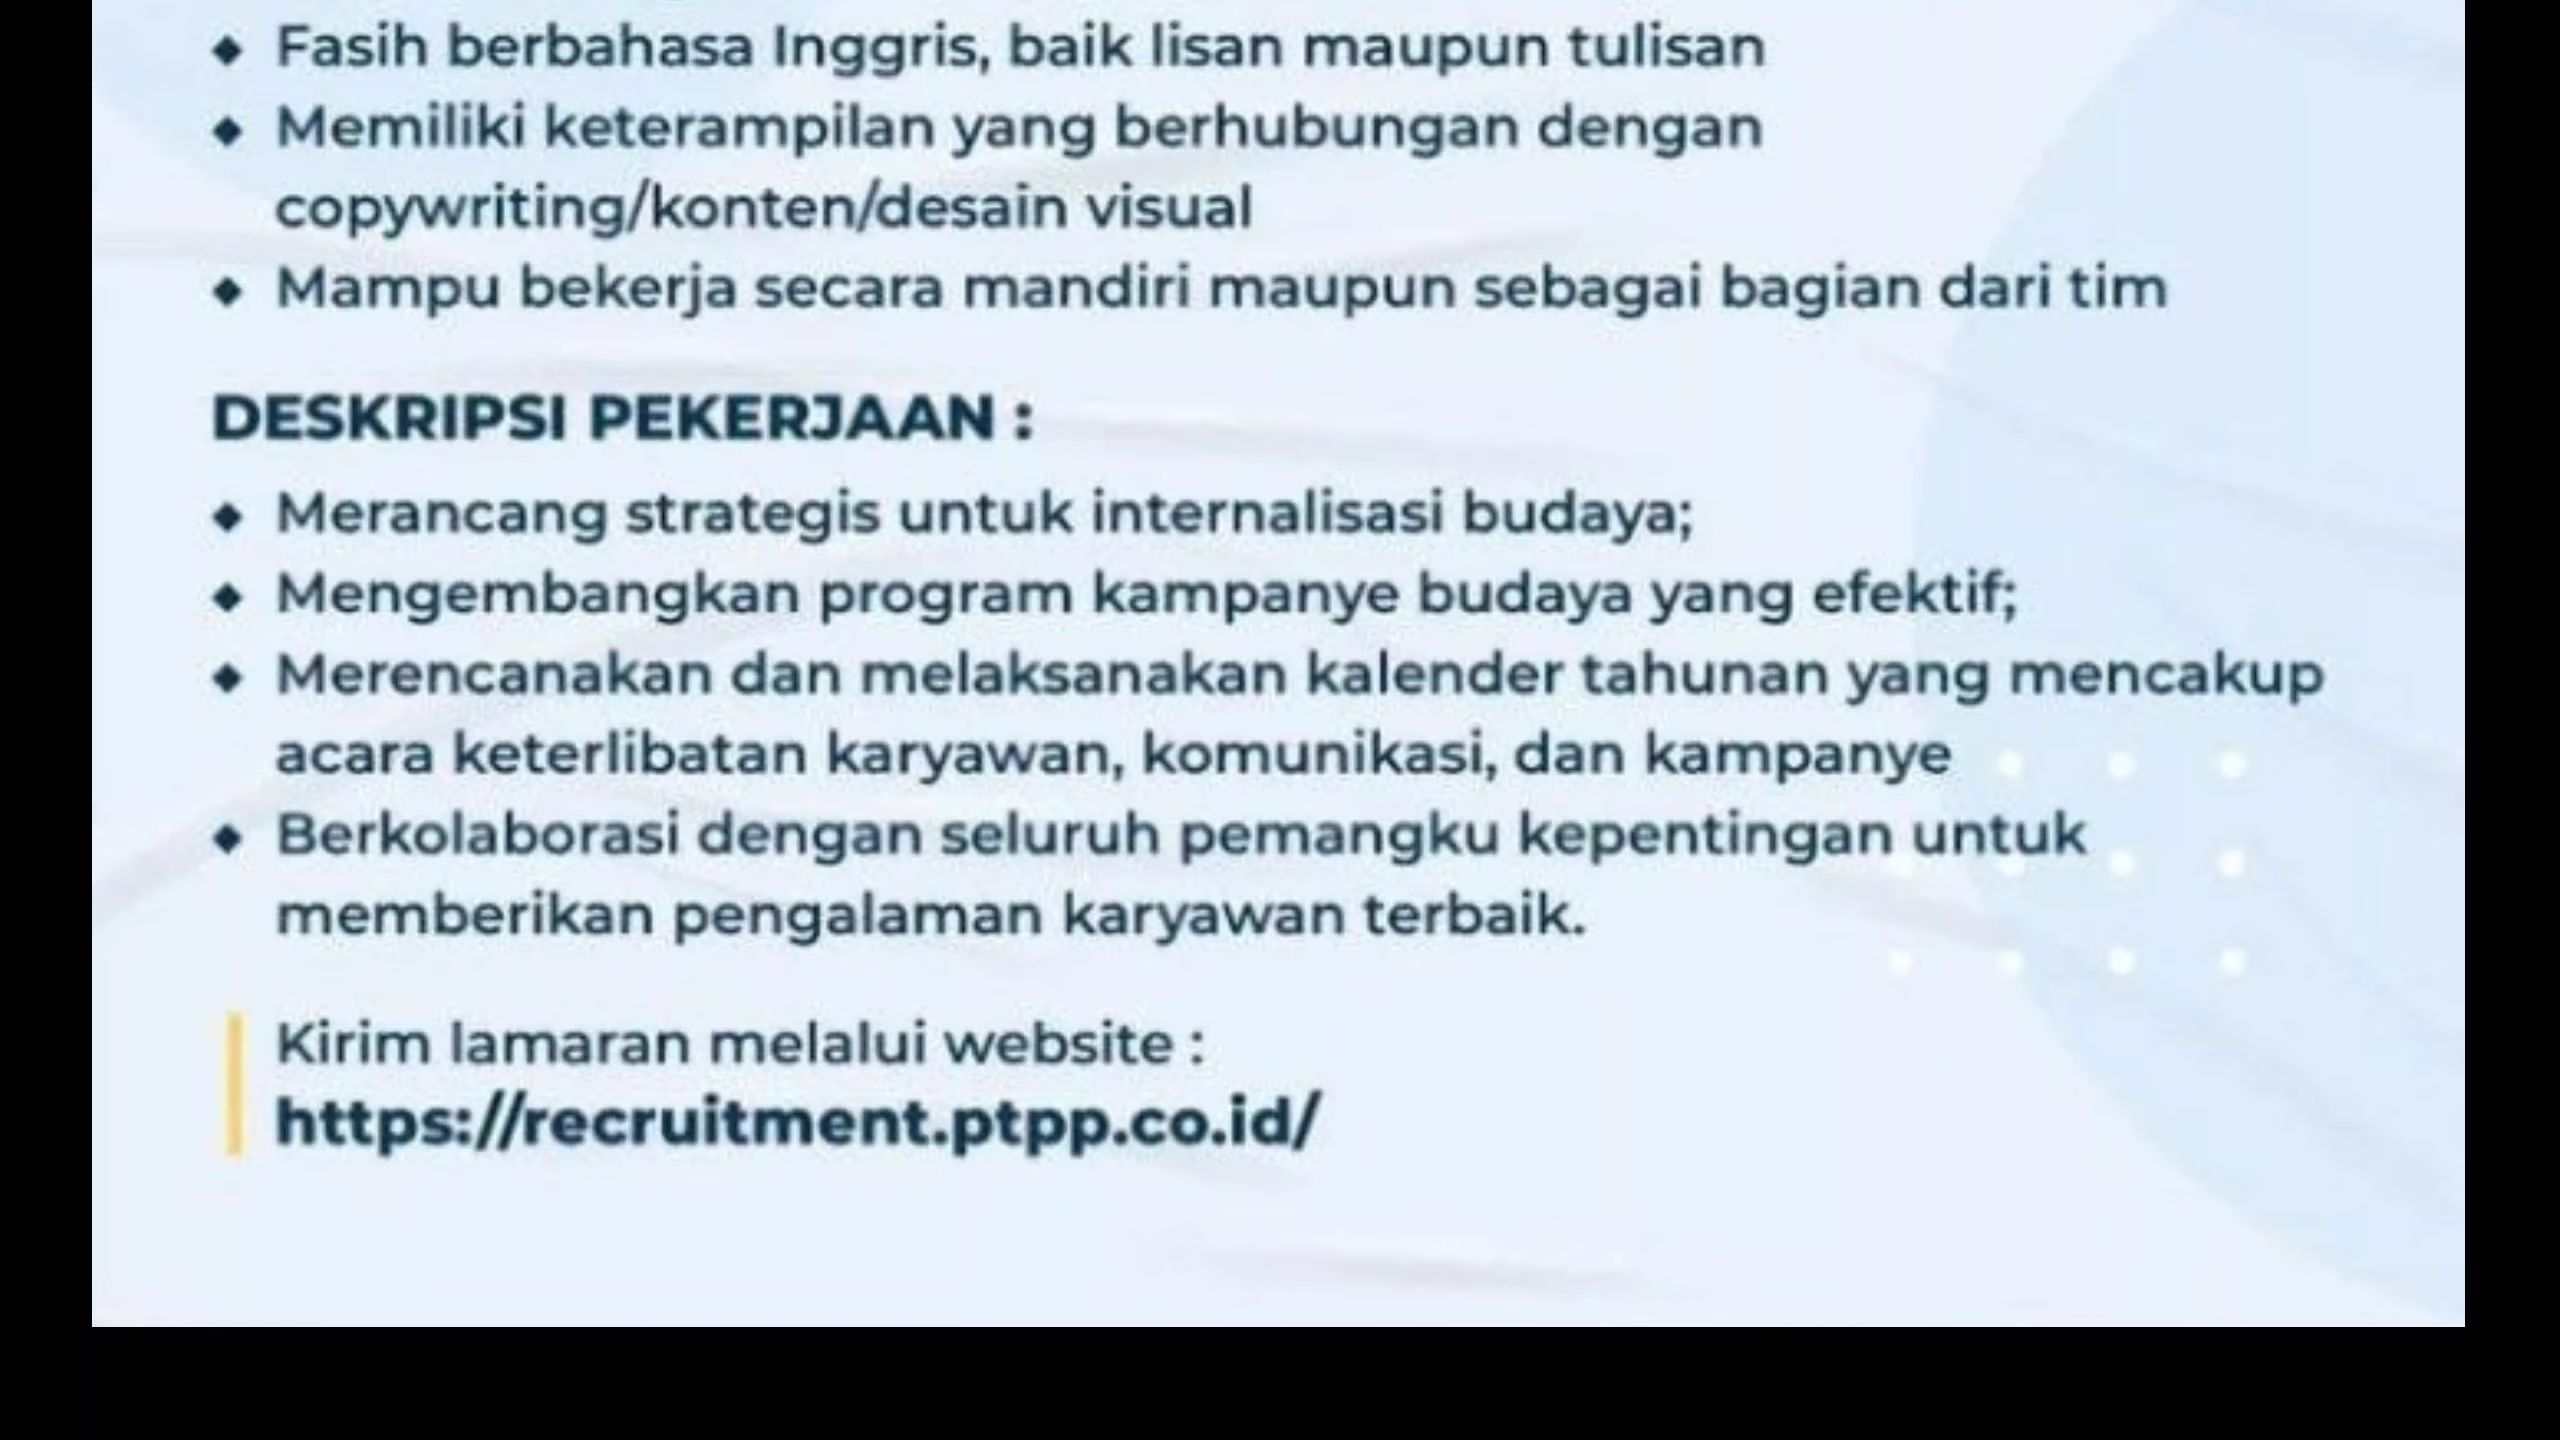 ◆ Fasih berbahasa Inggris, baik lisan maupun tulisan
◆ Memiliki keterampilan yang berhubungan dengan
copywriting/konten/desain visual
◆ Mampu bekerja secara mandiri maupun sebagai bagian dari tim
DESKRIPSI PEKERJAAN :
◆ Merancang strategis untuk internalisasi budaya;
◆ Mengembangkan program kampanye budaya yang efektif;
◆ Merencanakan dan melaksanakan kalender tahunan yang mencakup
acara keterlibatan karyawan, komunikasi, dan kampanye
◆ Berkolaborasi dengan seluruh pemangku kepentingan untuk
memberikan pengalaman karyawan terbaik.
Kirim lamaran melalui website :
https://recruitment.ptpp.co.id/